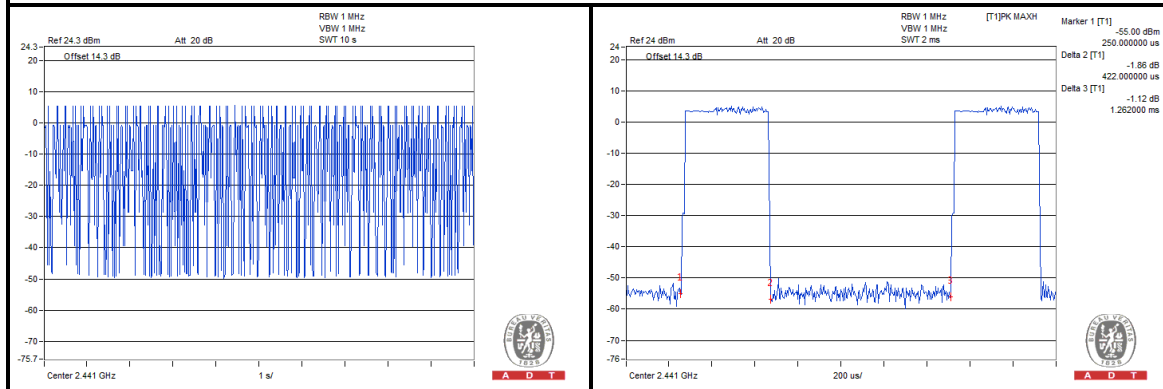 RBW 1 MHz
VBW 1 MHz
Ref 24.3 dBm Att 20 dB SWT 10 s
24.3
Offset 14.3 dB
20
10
0
-10
-20
-30
-40
-50
-60
-70
-75.7
Center 2.441 GHz 1 s/
BUREAU VERITAS
1828
A D T
RBW 1 MHz [T1]PK MAXH
VBW 1 MHz
Ref 24 dBm Att 20 dB SWT 2 ms
24
Offset 14.3 dB
20
10
0
-10
-20
-30
-40
-50
-60
-70
-76
1
2
3
Center 2.441 GHz 200 us/
Marker 1 [T1]
-55.00 dBm
250.000000 us
Delta 2 [T1]
-1.86 dB
422.000000 us
Delta 3 [T1]
-1.12 dB
1.262000 ms
BUREAU VERITAS
1828
A D T